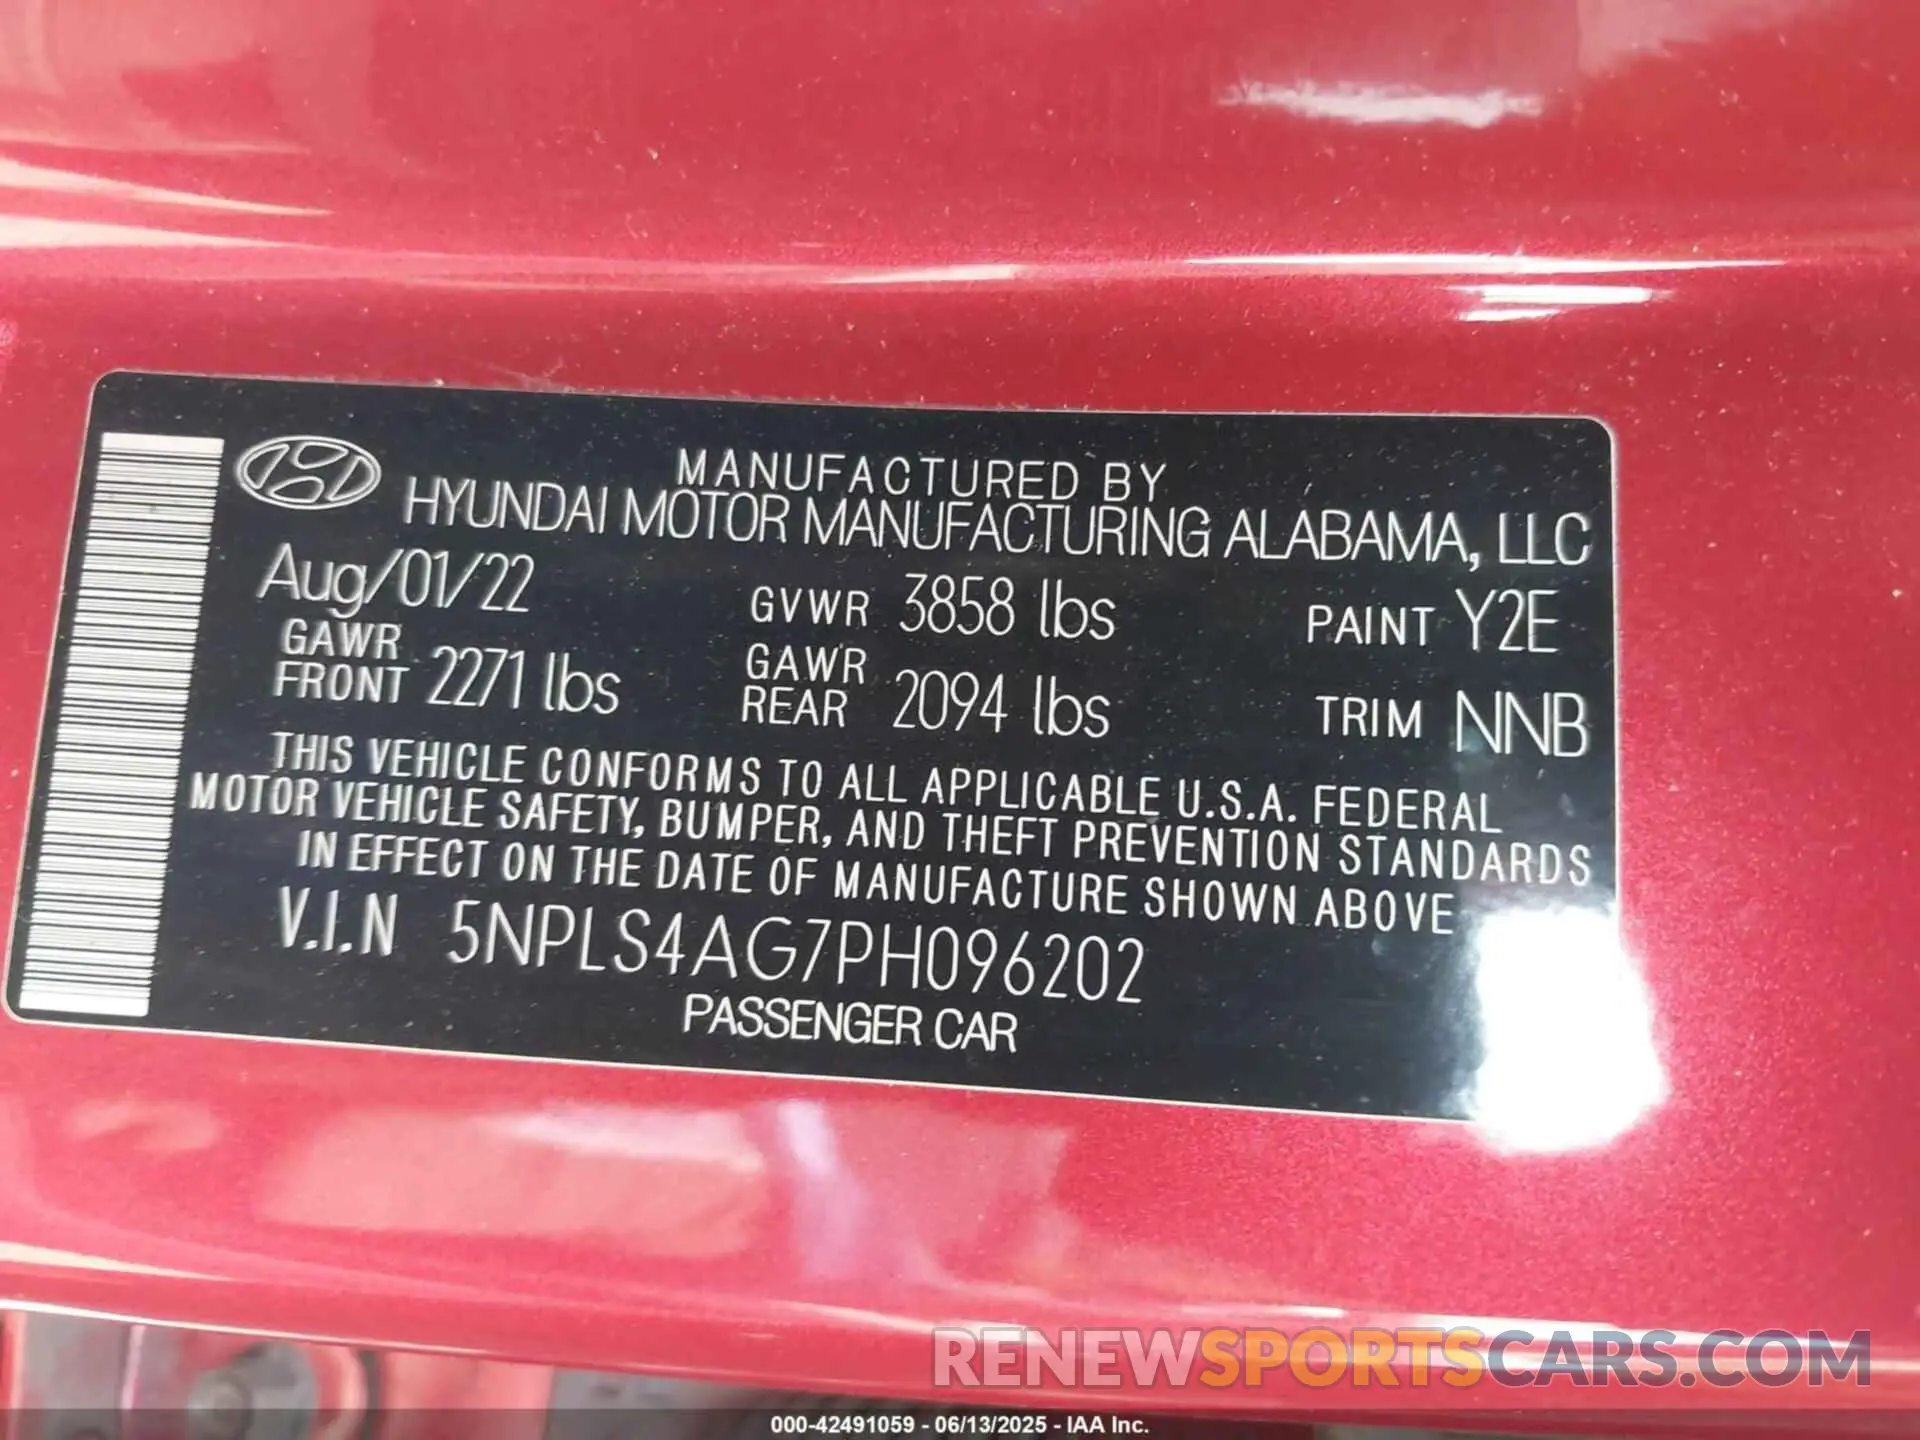 MANUFACTURED BY
HYUNDAI MOTOR MANUFACTURING ALABAMA, LLC
Aug/01/22 GVWR 3858 lbs PAINT Y2E
GAWR FRONT 2271 lbs GAWR REAR 2094 lbs TRIM NNB
THIS VEHICLE CONFORMS TO ALL APPLICABLE U.S.A. FEDERAL
MOTOR VEHICLE SAFETY, BUMPER, AND THEFT PREVENTION STANDARDS
IN EFFECT ON THE DATE OF MANUFACTURE SHOWN ABOVE
V.I.N 5NPLS4AG7PH096202
PASSENGER CAR
RENEWSPORTSCARS.COM
000-42491059 - 06/13/2025 - IAA Inc.